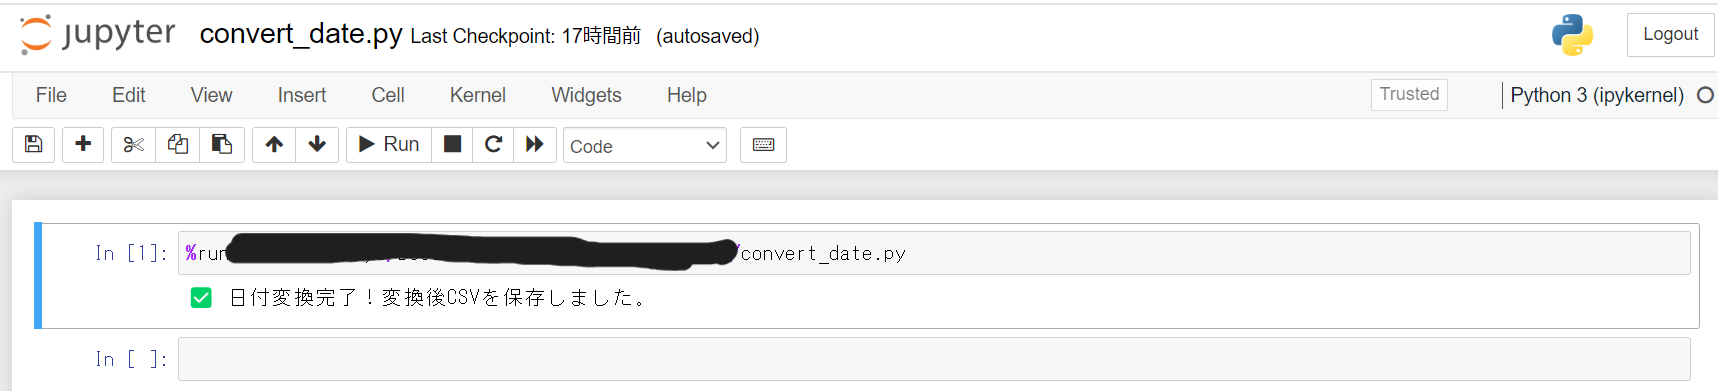 jupyter convert_date.py Last Checkpoint: 17時間前 (autosaved) Logout
File Edit View Insert Cell Kernel Widgets Help Trusted Python 3 (ipykernel)
Run Code
In [1]: %run /convert_date.py
日付変換完了！変換後CSVを保存しました。
In [ ]: